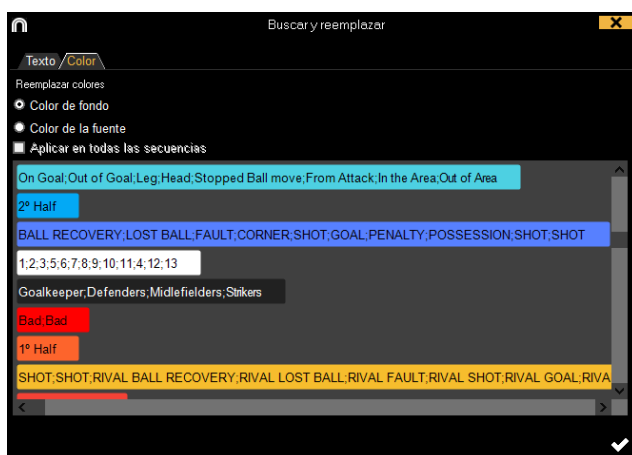 Buscar y reemplazar
Texto Color
Reemplazar colores
Color de fondo
Color de la fuente
Aplicar en todas las secuencias
On Goal;Out of Goal;Leg;Head;Stopped Ball move;From Attack;In the Area;Out of Area
2º Half
BALL RECOVERY;LOST BALL;FAULT;CORNER;SHOT;GOAL;PENALTY;POSSESSION;SHOT;SHOT
1;2;3;5;6;7;8;9;10;11;4;12;13
Goalkeeper;Defenders;Midlefielders;Strikers
Bad;Bad
1º Half
SHOT;SHOT;RIVAL BALL RECOVERY;RIVAL LOST BALL;RIVAL FAULT;RIVAL SHOT;RIVAL GOAL;RIVA